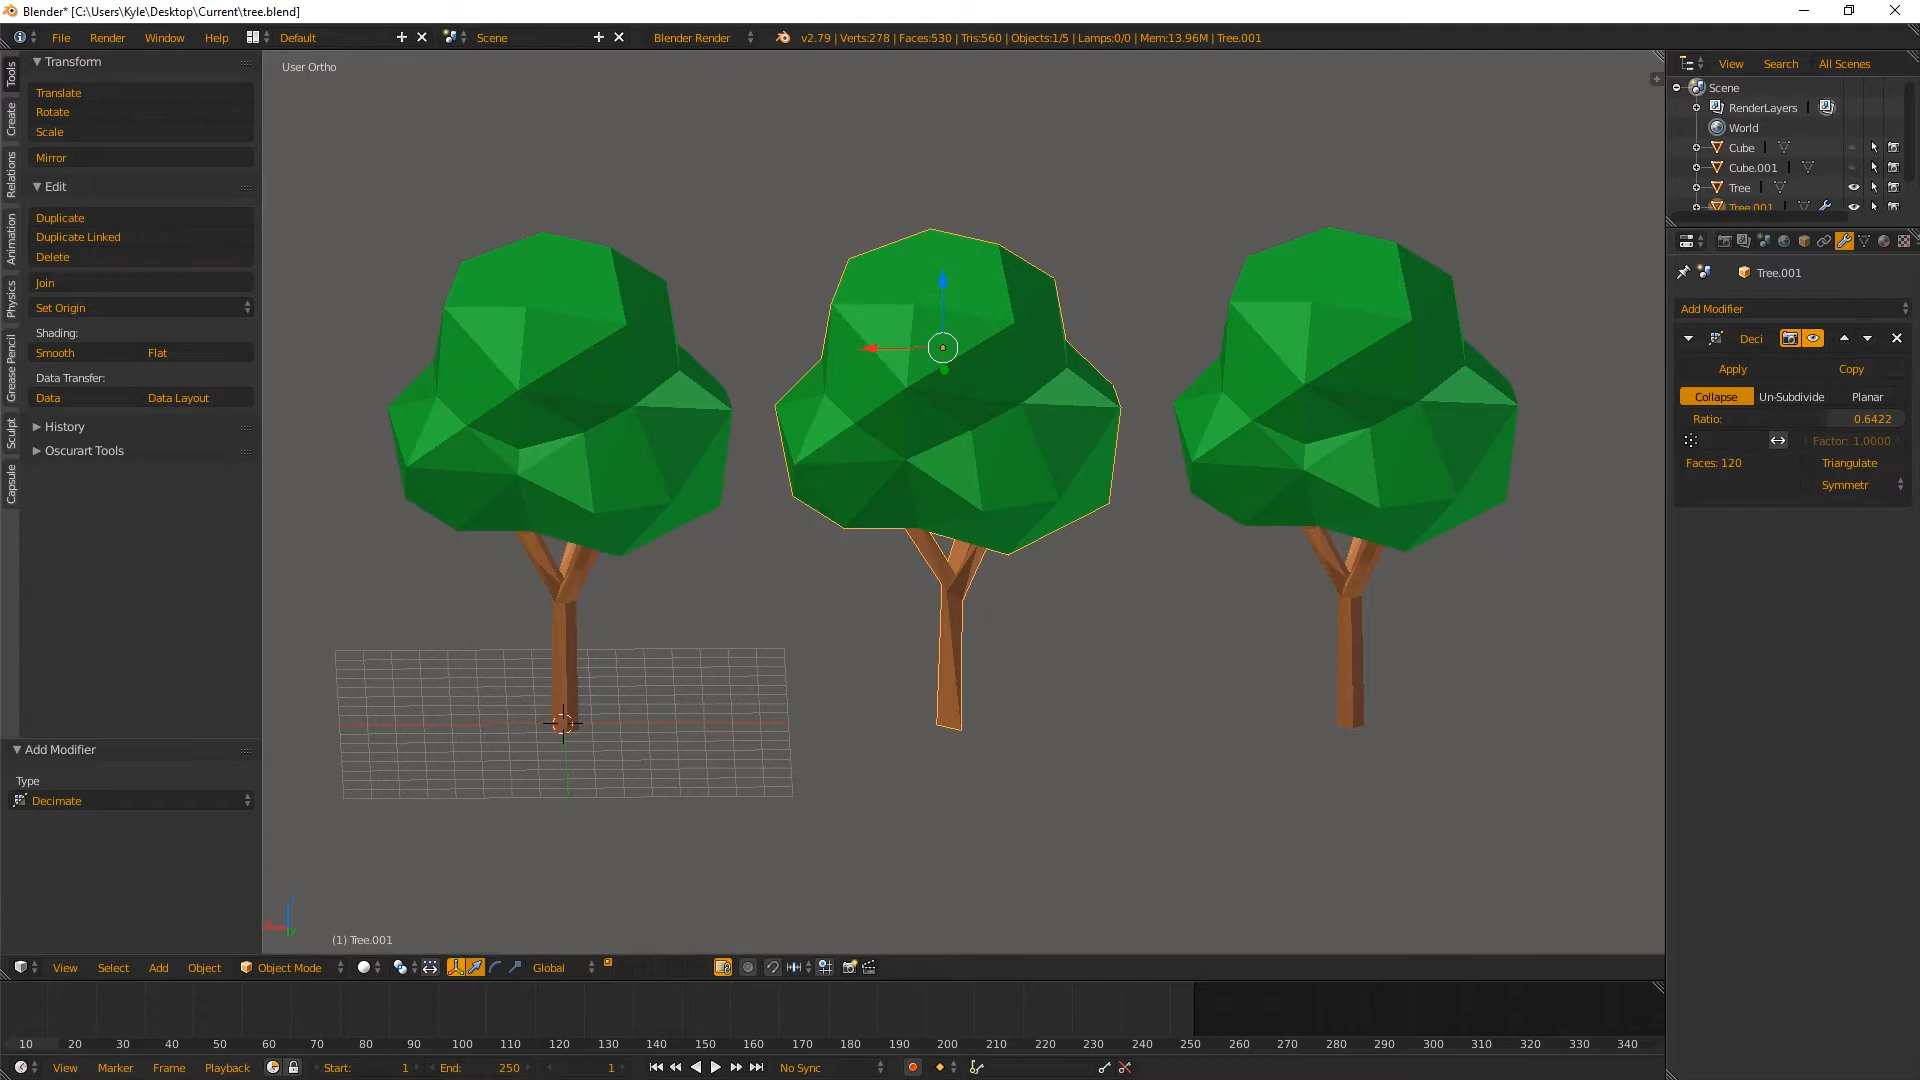 Blender* [C:\Users\Kyle\Desktop\Current\tree.blend]
File Render Window Help Default Scene Blender Render v2.79 | Verts:278 | Faces:530 | Tris:560 | Objects:1/5 | Lamps:0/0 | Mem:13.96M | Tree.001
Tools
Create
Relations
Animation
Physics
Grease Pencil
Sculpt
Capsule
Transform
Translate
Rotate
Scale
Mirror
Edit
Duplicate
Duplicate Linked
Delete
Join
Set Origin
Shading:
Smooth Flat
Data Transfer:
Data Data Layout
History
Oscurart Tools
Add Modifier
Type
Decimate
User Ortho
(1) Tree.001
View Search All Scenes
Scene
RenderLayers
World
Cube
Cube.001
Tree
Tree.001
Tree.001
Add Modifier
Deci
Apply Copy
Collapse Un-Subdivide Planar
Ratio: 0.6422
Factor: 1.0000
Faces: 120 Triangulate
Symmetr
View Select Add Object Object Mode Global
10 20 30 40 50 60 70 80 90 100 110 120 130 140 150 160 170 180 190 200 210 220 230 240 250 260 270 280 290 300 310 320 330 340
View Marker Frame Playback Start: 1 End: 250 1 No Sync